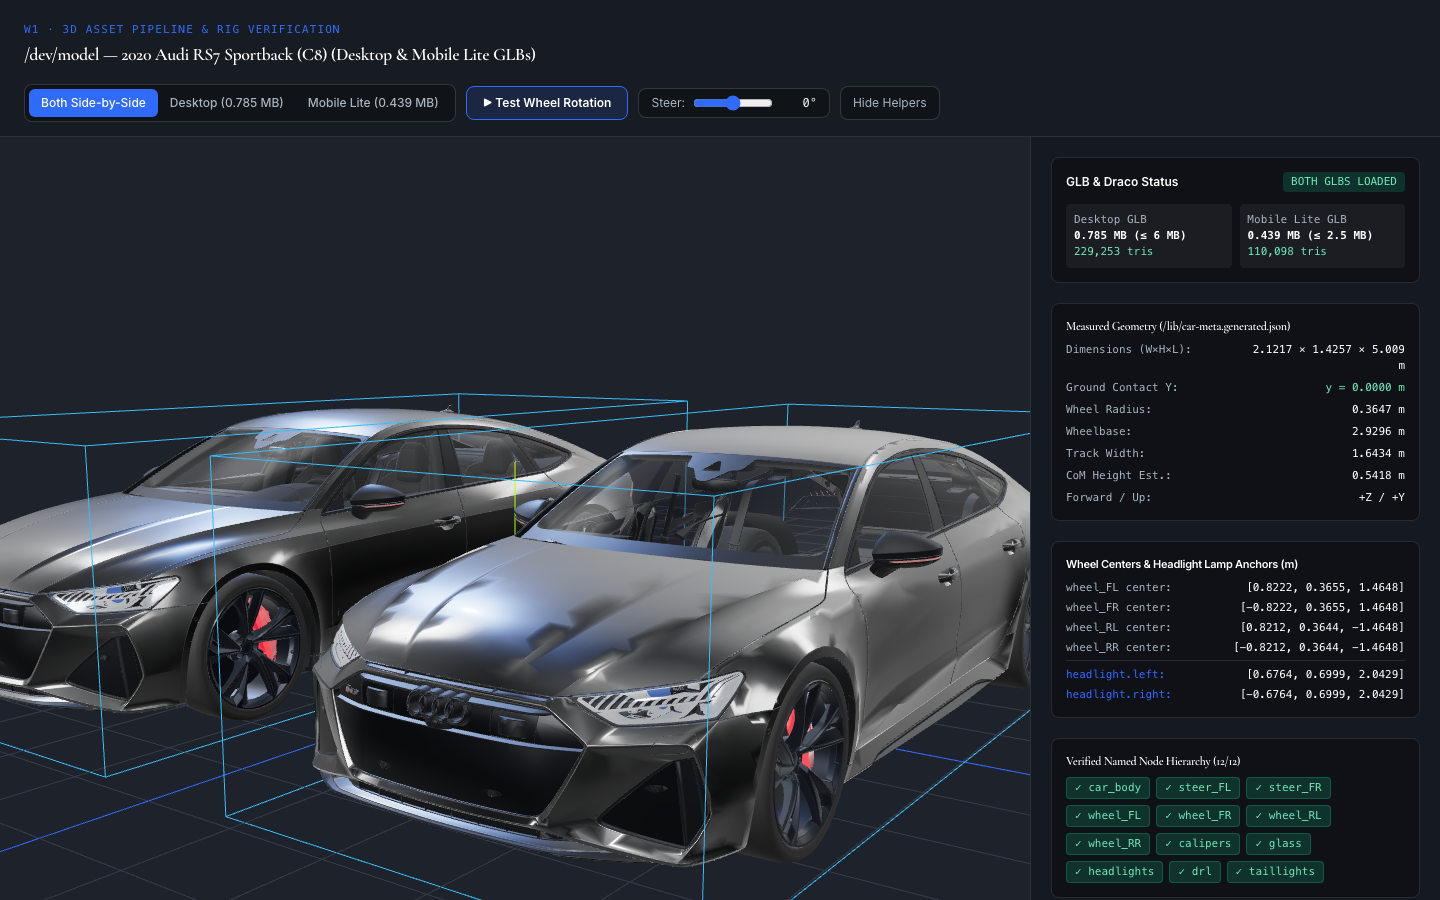 W1 · 3D ASSET PIPELINE & RIG VERIFICATION
/dev/model — 2020 Audi RS7 Sportback (C8) (Desktop & Mobile Lite GLBs)
Both Side-by-Side Desktop (0.785 MB) Mobile Lite (0.439 MB) ▶ Test Wheel Rotation Steer: 0° Hide Helpers
GLB & Draco Status BOTH GLBS LOADED
Desktop GLB Mobile Lite GLB
0.785 MB (≤ 6 MB) 0.439 MB (≤ 2.5 MB)
229,253 tris 110,098 tris
Measured Geometry (/lib/car-meta.generated.json)
Dimensions (W×H×L): 2.1217 × 1.4257 × 5.009
m
Ground Contact Y: y = 0.0000 m
Wheel Radius: 0.3647 m
Wheelbase: 2.9296 m
Track Width: 1.6434 m
CoM Height Est.: 0.5418 m
Forward / Up: +Z / +Y
Wheel Centers & Headlight Lamp Anchors (m)
wheel_FL center: [0.8222, 0.3655, 1.4648]
wheel_FR center: [−0.8222, 0.3655, 1.4648]
wheel_RL center: [0.8212, 0.3644, −1.4648]
wheel_RR center: [−0.8212, 0.3644, −1.4648]
headlight.left: [0.6764, 0.6999, 2.0429]
headlight.right: [−0.6764, 0.6999, 2.0429]
Verified Named Node Hierarchy (12/12)
✓ car_body ✓ steer_FL ✓ steer_FR
✓ wheel_FL ✓ wheel_FR ✓ wheel_RL
✓ wheel_RR ✓ calipers ✓ glass
✓ headlights ✓ drl ✓ taillights